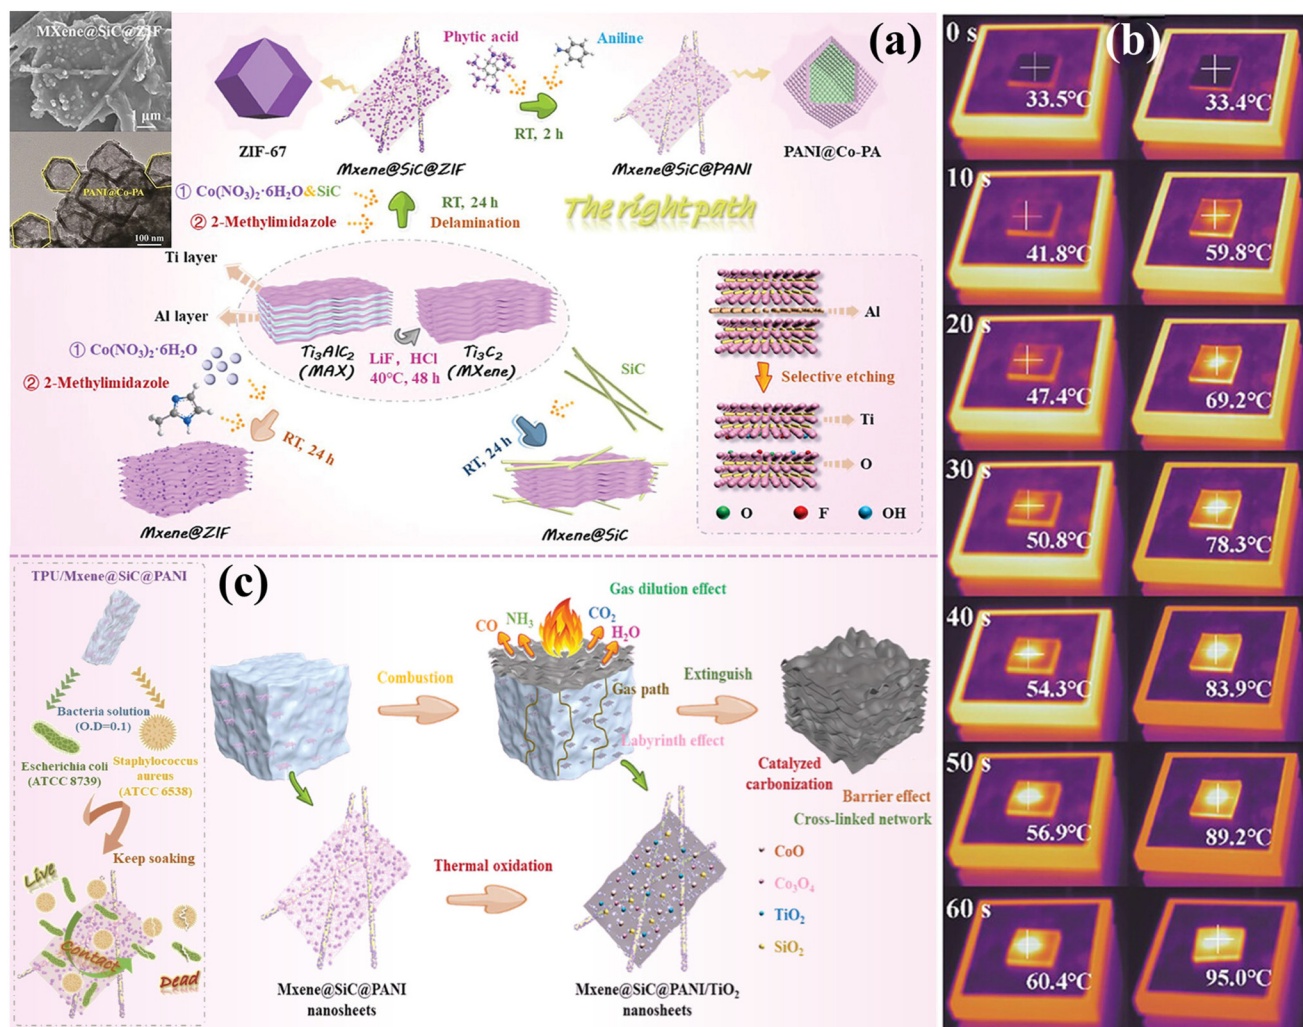 MXene@SiC@ZIF
1 μm
PANI@Co-PA
100 nm
(a)
Phytic acid
Aniline
RT, 2 h
ZIF-67
Mxene@SiC@ZIF
Mxene@SiC@PANI
PANI@Co-PA
① Co(NO₃)₂·6H₂O&SiC
② 2-Methylimidazole
RT, 24 h
Delamination
The right path
Ti layer
Al layer
Ti₃AlC₂
(MAX)
LiF, HCl
40°C, 48 h
Ti₃C₂
(MXene)
① Co(NO₃)₂·6H₂O
② 2-Methylimidazole
RT, 24 h
Mxene@ZIF
SiC
RT, 24 h
Mxene@SiC
Al
Selective etching
Ti
O
O
F
OH
(b)
0 s
33.5°C
33.4°C
10 s
41.8°C
59.8°C
20 s
47.4°C
69.2°C
30 s
50.8°C
78.3°C
40 s
54.3°C
83.9°C
50 s
56.9°C
89.2°C
60 s
60.4°C
95.0°C
(c)
TPU/Mxene@SiC@PANI
Bacteria solution
(O.D=0.1)
Escherichia coli
(ATCC 8739)
Staphylococcus
aureus
(ATCC 6538)
Keep soaking
Live
Contact
Dead
Combustion
Gas dilution effect
CO
NH₃
CO₂
H₂O
Gas path
Labyrinth effect
Extinguish
Catalyzed
carbonization
Barrier effect
Cross-linked network
Thermal oxidation
CoO
Co₃O₄
TiO₂
SiO₂
Mxene@SiC@PANI
nanosheets
Mxene@SiC@PANI/TiO₂
nanosheets